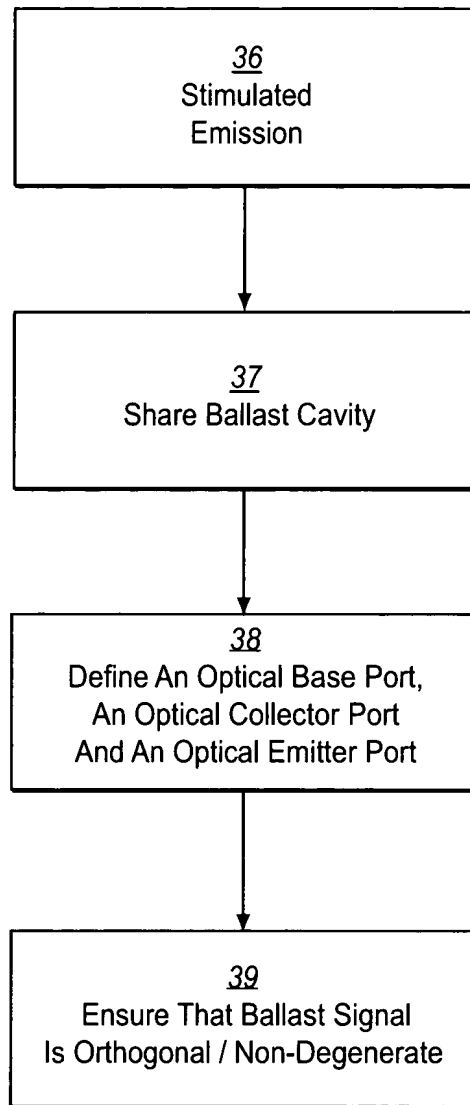 36
Stimulated
Emission
37
Share Ballast Cavity
38
Define An Optical Base Port,
An Optical Collector Port
And An Optical Emitter Port
39
Ensure That Ballast Signal
Is Orthogonal / Non-Degenerate